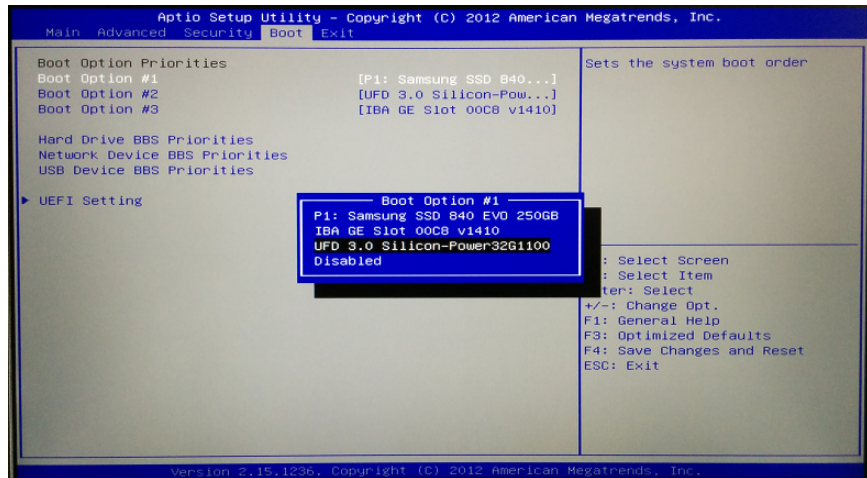 Aptio Setup Utility - Copyright (C) 2012 American Megatrends, Inc.
Main Advanced Security Boot Exit
Boot Option Priorities
Boot Option #1 [P1: Samsung SSD 840...]
Boot Option #2 [UFD 3.0 Silicon-Pow...]
Boot Option #3 [IBA GE Slot 00C8 v1410]
Hard Drive BBS Priorities
Network Device BBS Priorities
USB Device BBS Priorities
UEFI Setting
Boot Option #1
P1: Samsung SSD 840 EVO 250GB
IBA GE Slot 00C8 v1410
UFD 3.0 Silicon-Power32G1100
Disabled
Sets the system boot order
: Select Screen
: Select Item
ter: Select
+/-: Change Opt.
F1: General Help
F3: Optimized Defaults
F4: Save Changes and Reset
ESC: Exit
Version 2.15.1236. Copyright (C) 2012 American Megatrends, Inc.